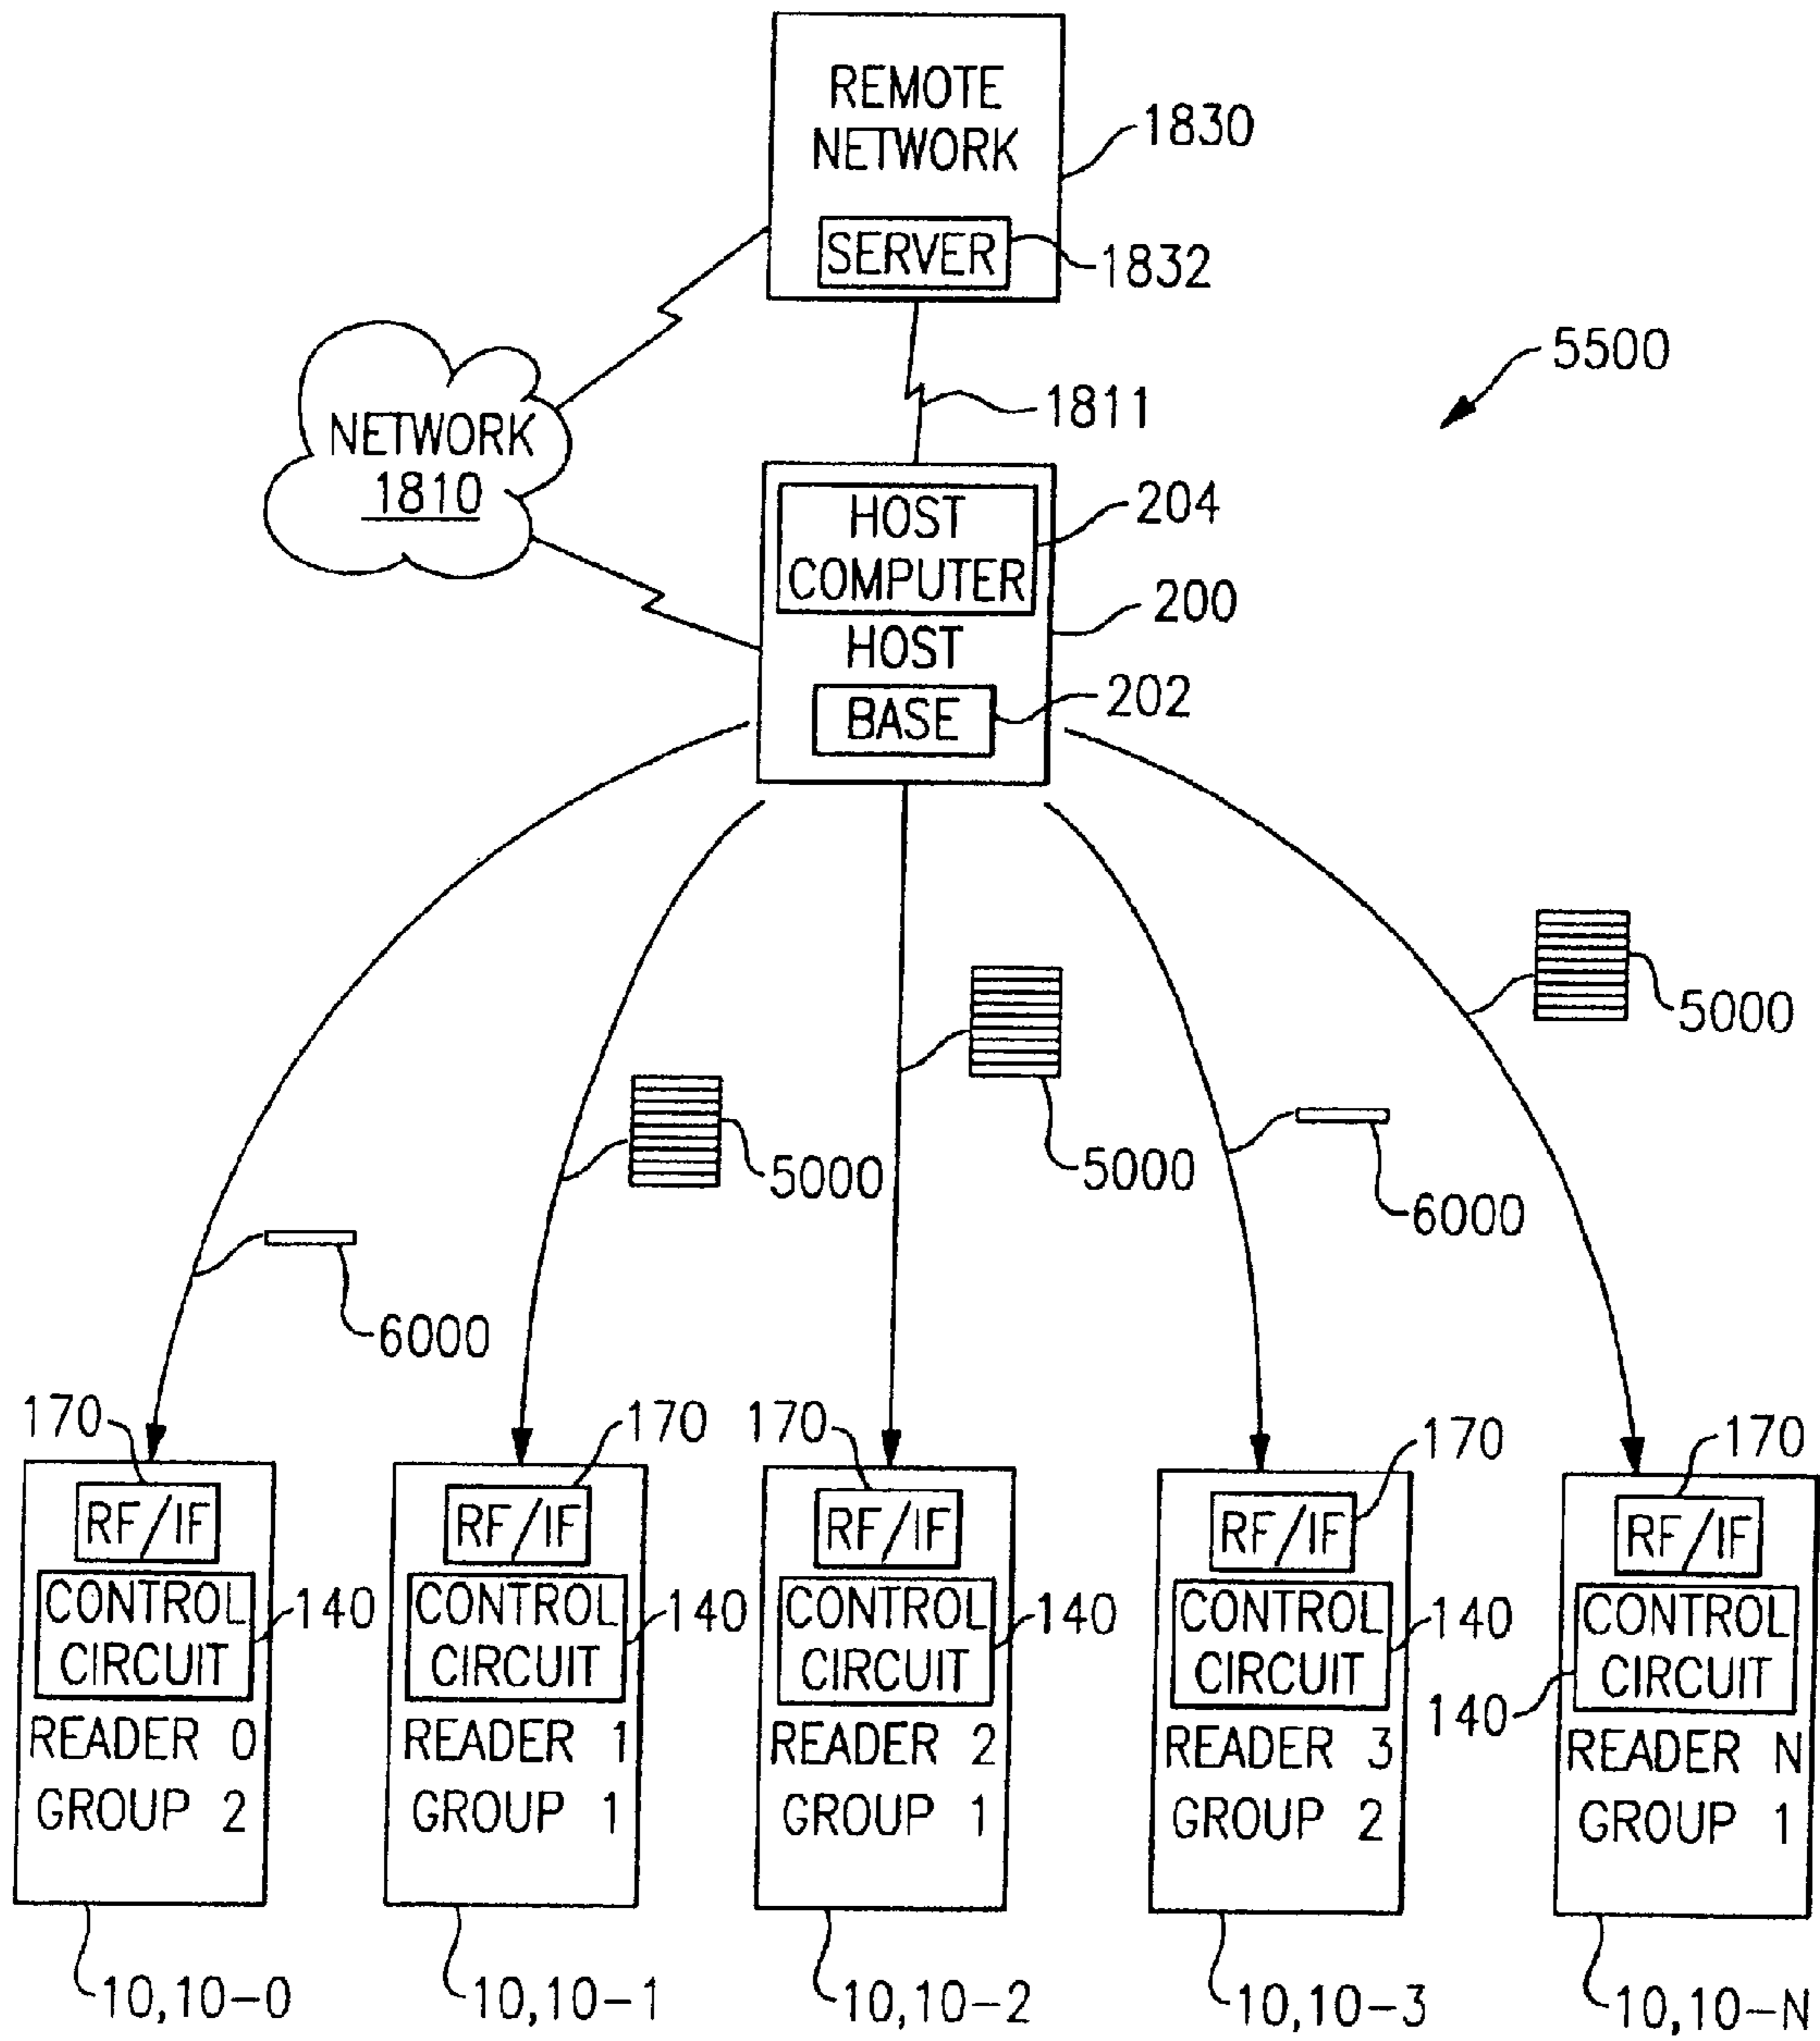 REMOTE
NETWORK
1830
SERVER
1832
5500
1811
NETWORK
1810
HOST
COMPUTER
204
200
HOST
BASE
202
5000
5000
5000
5000
6000
6000
170
170
170
170
170
RF/IF
RF/IF
RF/IF
RF/IF
RF/IF
CONTROL
CIRCUIT
140
CONTROL
CIRCUIT
140
CONTROL
CIRCUIT
140
CONTROL
CIRCUIT
140
CONTROL
CIRCUIT
140
READER 0
GROUP 2
READER 1
GROUP 1
READER 2
GROUP 1
READER 3
GROUP 2
READER N
GROUP 1
10,10-0
10,10-1
10,10-2
10,10-3
10,10-N